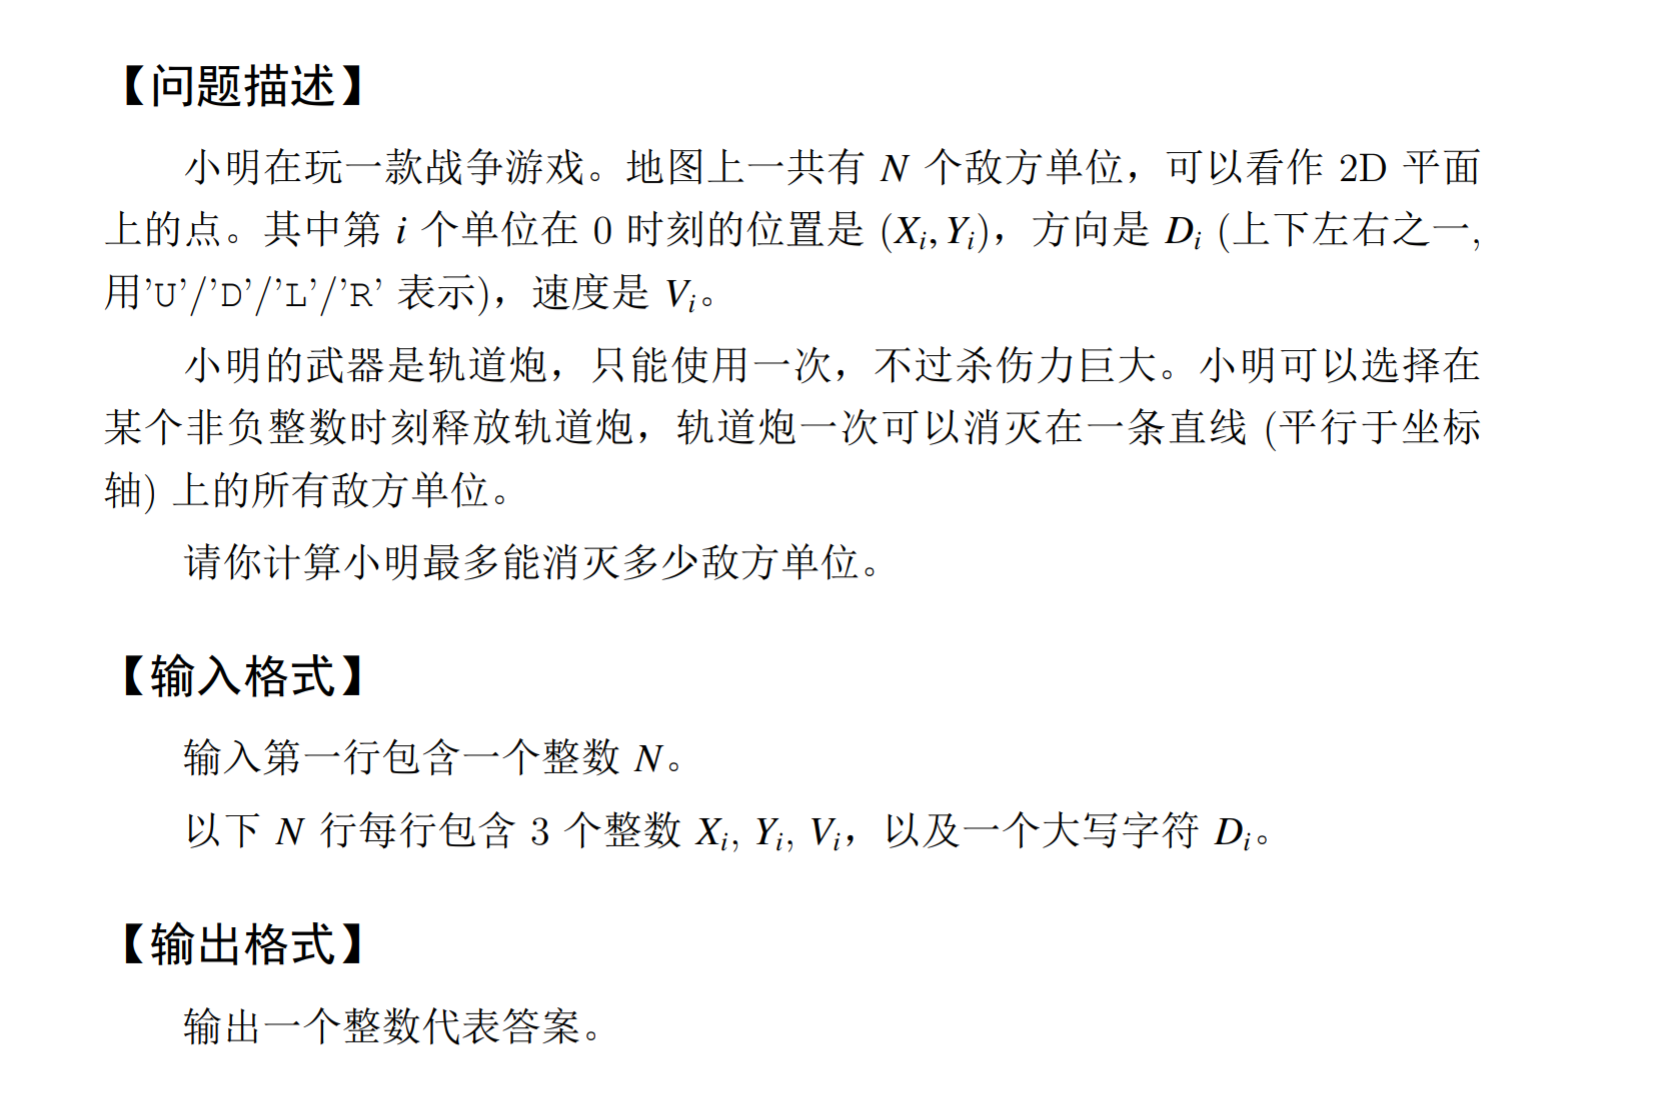 【问题描述】
小明在玩一款战争游戏。地图上一共有 N 个敌方单位，可以看作 2D 平面
上的点。其中第 i 个单位在 0 时刻的位置是 (Xi, Yi)，方向是 Di (上下左右之一,
用’U’/’D’/’L’/’R’ 表示)，速度是 Vi。
小明的武器是轨道炮，只能使用一次，不过杀伤力巨大。小明可以选择在
某个非负整数时刻释放轨道炮，轨道炮一次可以消灭在一条直线 (平行于坐标
轴) 上的所有敌方单位。
请你计算小明最多能消灭多少敌方单位。
【输入格式】
输入第一行包含一个整数 N。
以下 N 行每行包含 3 个整数 Xi, Yi, Vi，以及一个大写字符 Di。
【输出格式】
输出一个整数代表答案。